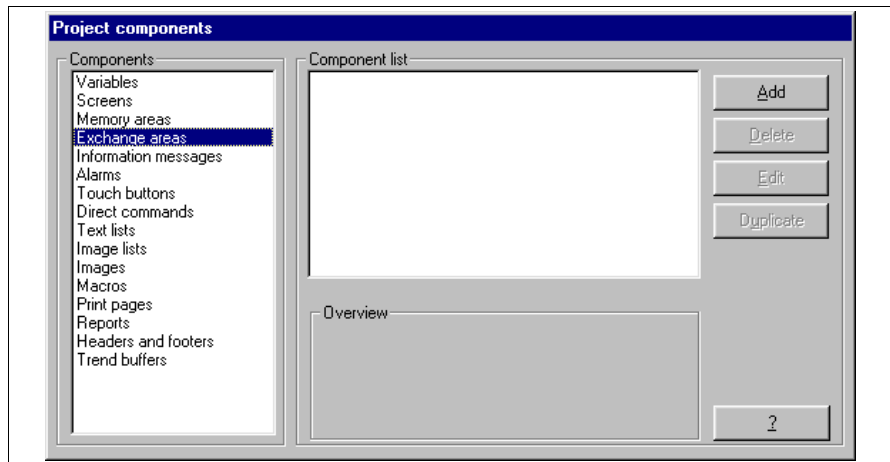 Project components
Components
Variables
Screens
Memory areas
Exchange areas
Information messages
Alarms
Touch buttons
Direct commands
Text lists
Image lists
Images
Macros
Print pages
Reports
Headers and footers
Trend buffers
Component list
Overview
Add
Delete
Edit
Duplicate
?